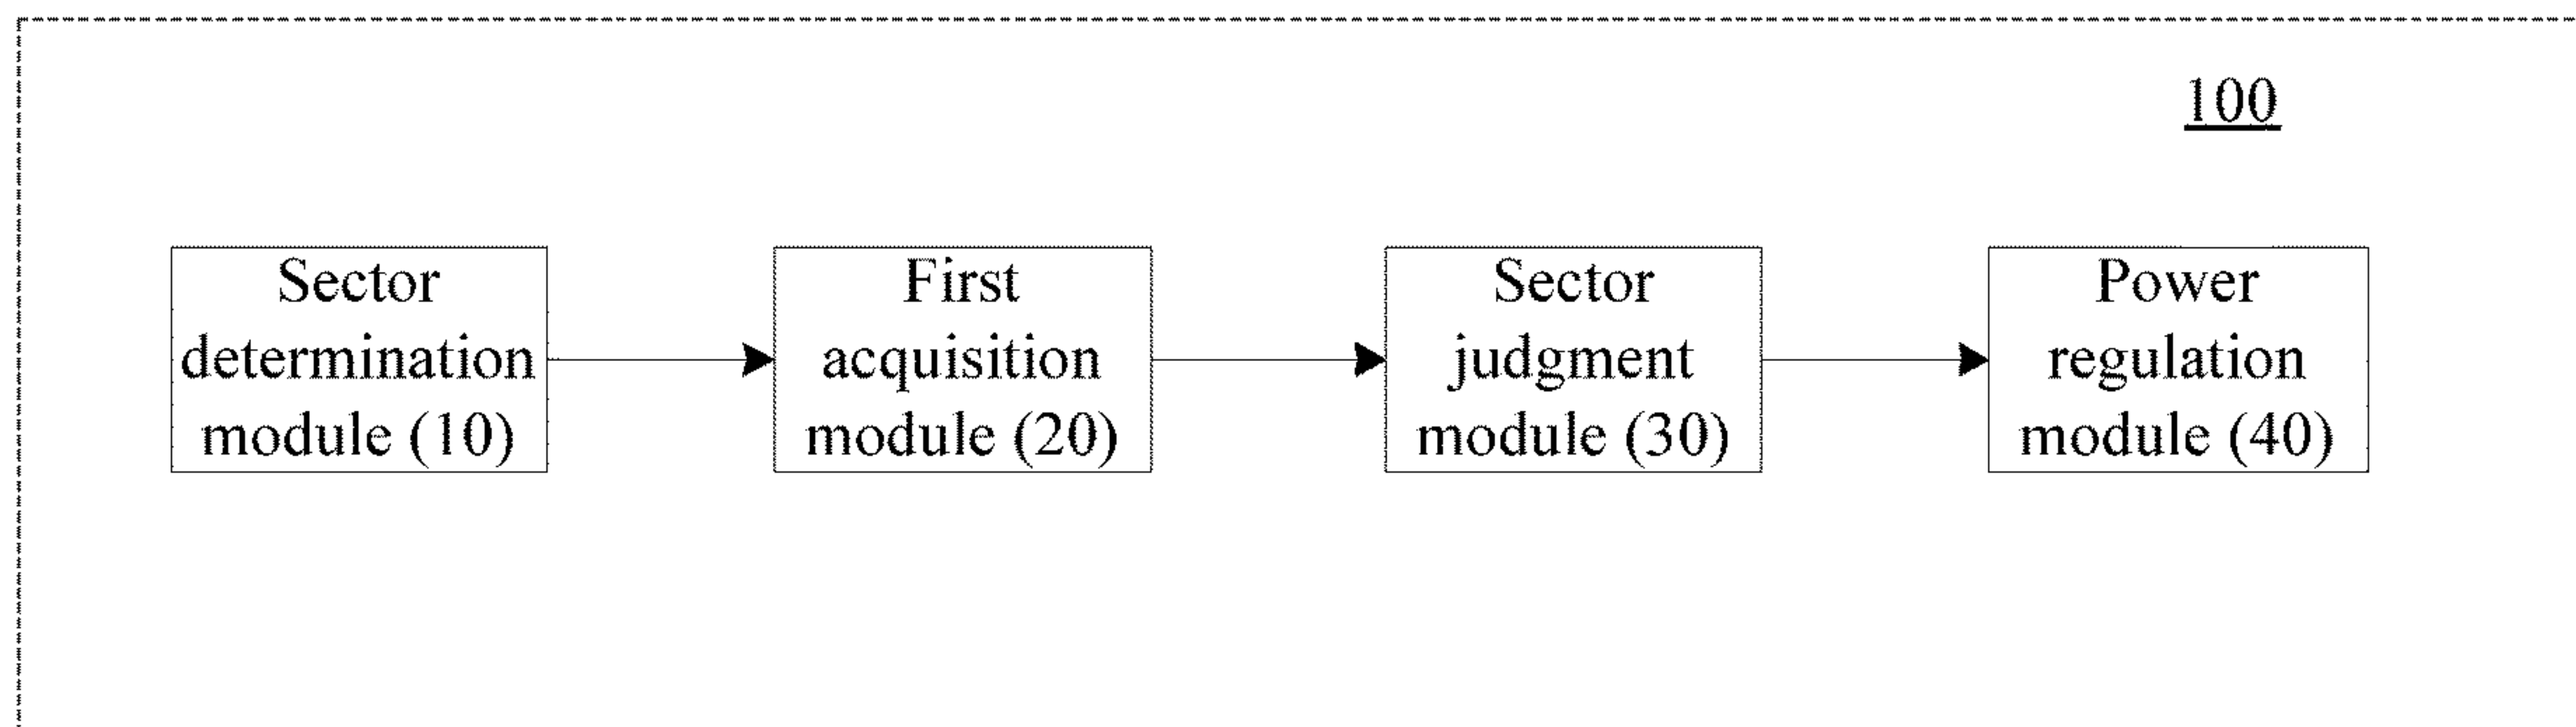 100
Sector
determination
module (10)
First
acquisition
module (20)
Sector
judgment
module (30)
Power
regulation
module (40)